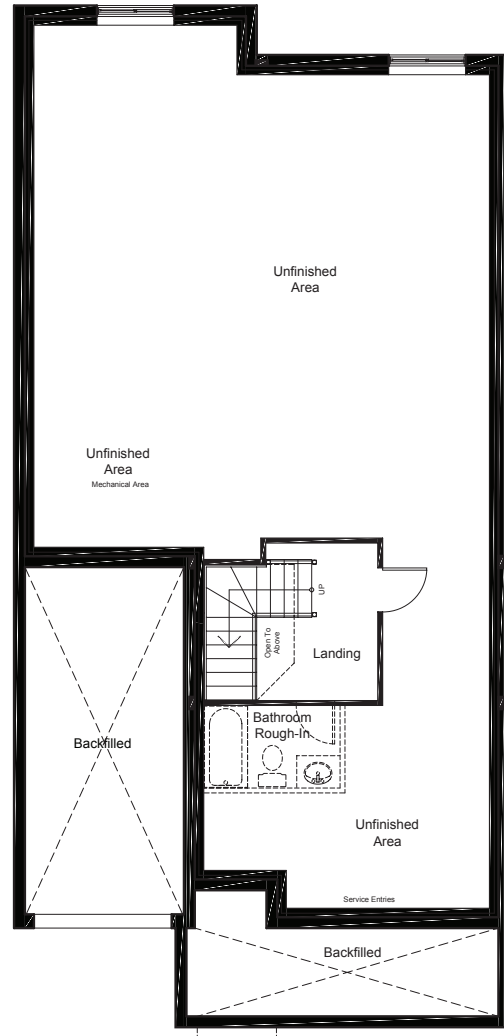 Unfinished
Area
Unfinished
Area
Mechanical Area
UP
Open To
Above
Landing
Bathroom
Rough-In
Backfilled
Unfinished
Area
Service Entries
Backfilled